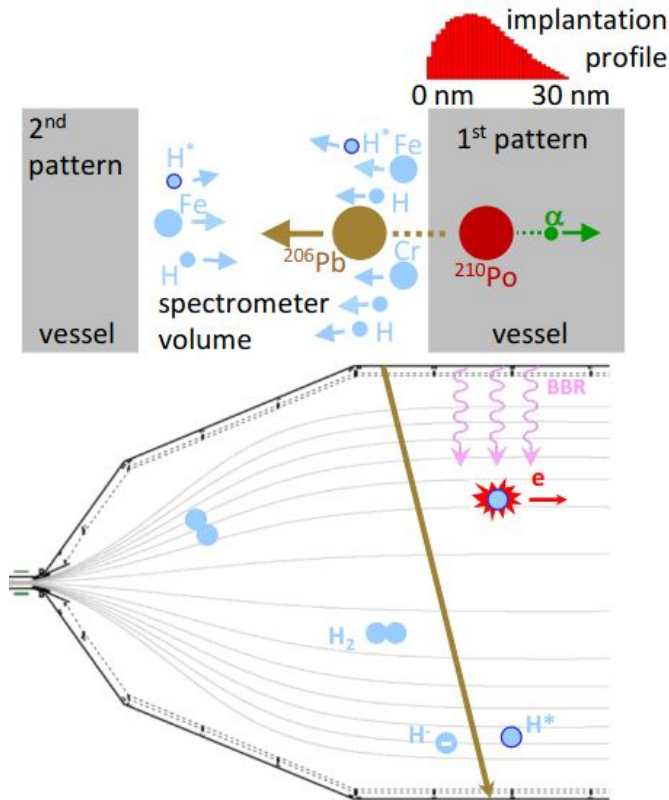 implantation
profile
0 nm 30 nm
2nd
pattern
H*
Fe
H
H*
Fe
H
1st pattern
α
206Pb
210Po
Cr
H
spectrometer
volume
vessel
vessel
BBR
e
H2
H-
H*